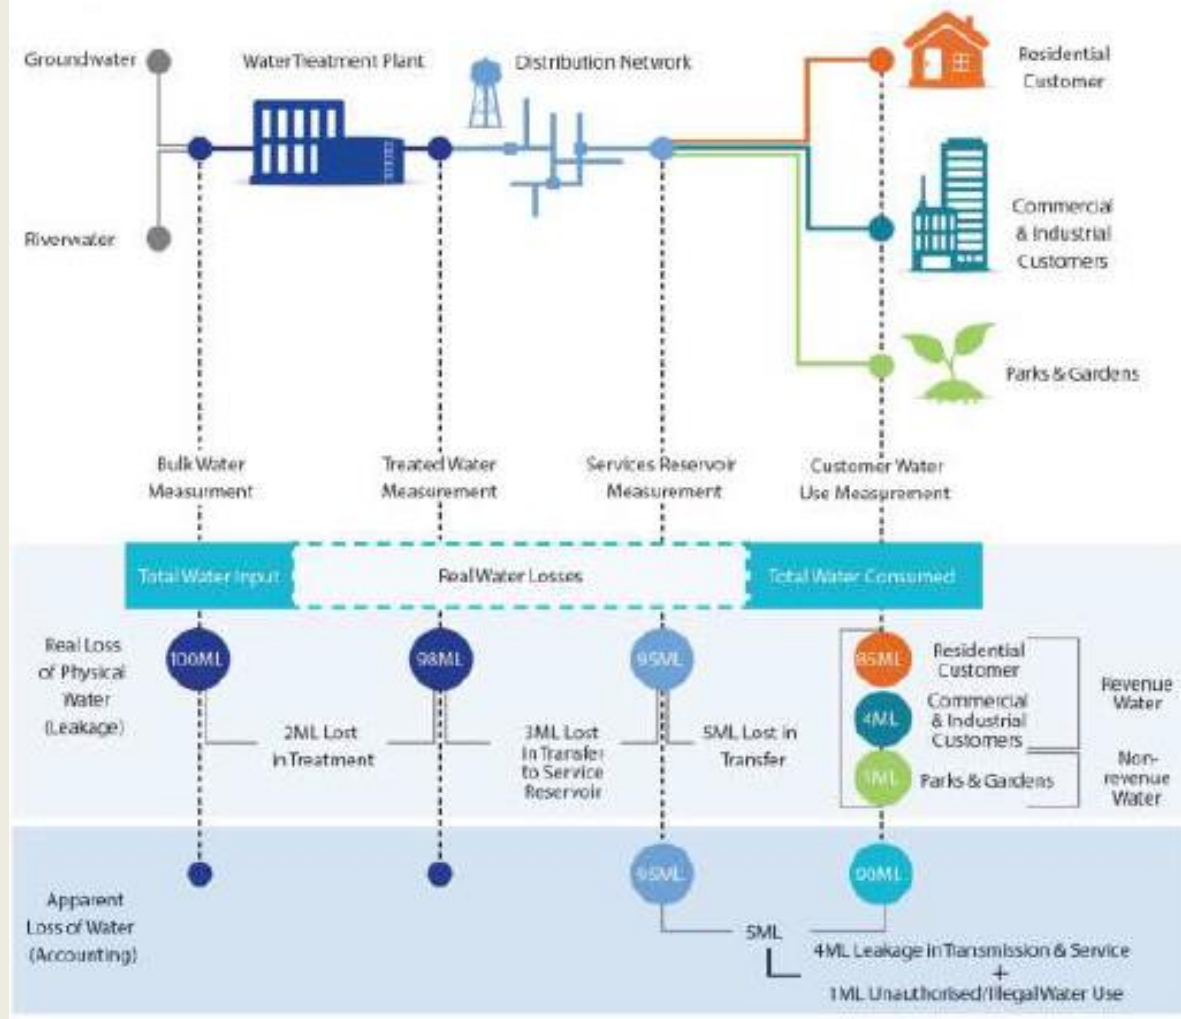 Groundwater
Water Treatment Plant
Distribution Network
Residential
Customer
Riverwater
Commercial
& Industrial
Customers
Parks & Gardens
Bulk Water
Measurment
Treated Water
Measurement
Services Reservoir
Measurement
Customer Water
Use Measurement
Total Water Input
Real Water Losses
Total Water Consumed
Real Loss
of Physical
Water
(Leakage)
100ML
98ML
95ML
85ML
Residential
Customer
4ML
Commercial
& Industrial
Customers
1ML
Parks & Gardens
Revenue
Water
Non-
revenue
Water
2ML Lost
in Treatment
3ML Lost
in Transfer
to Service
Reservoir
5ML Lost in
Transfer
Apparent
Loss of Water
(Accounting)
95ML
90ML
5ML
4ML Leakage in Transmission & Service
+
1ML Unauthorised/Illegal Water Use